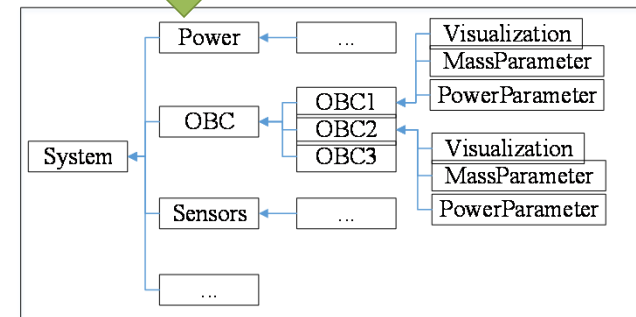 Power
...
Visualization
MassParameter
PowerParameter
OBC
OBC1
OBC2
OBC3
System
Visualization
MassParameter
PowerParameter
Sensors
...
...